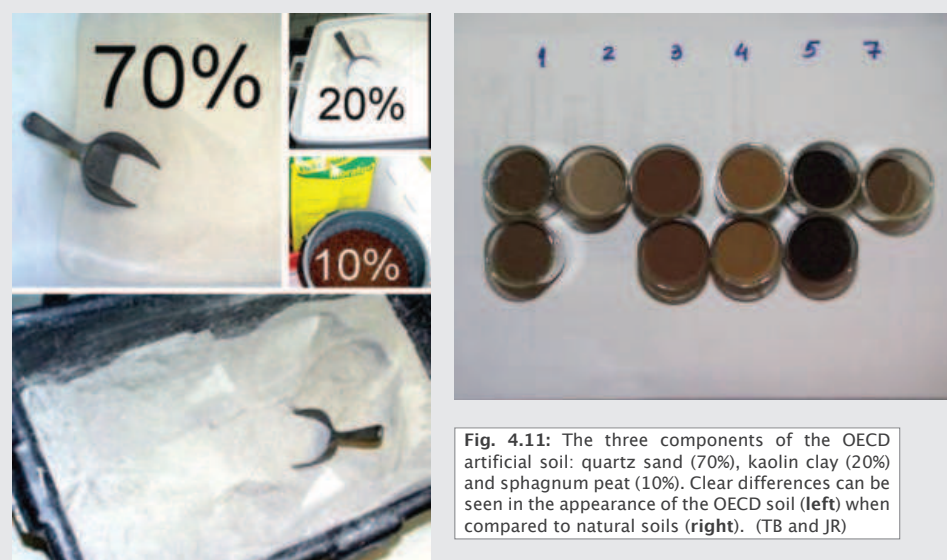 70%
20%
10%
1 2 3 4 5 7
Fig. 4.11: The three components of the OECD
artificial soil: quartz sand (70%), kaolin clay (20%)
and sphagnum peat (10%). Clear differences can be
seen in the appearance of the OECD soil (left) when
compared to natural soils (right). (TB and JR)